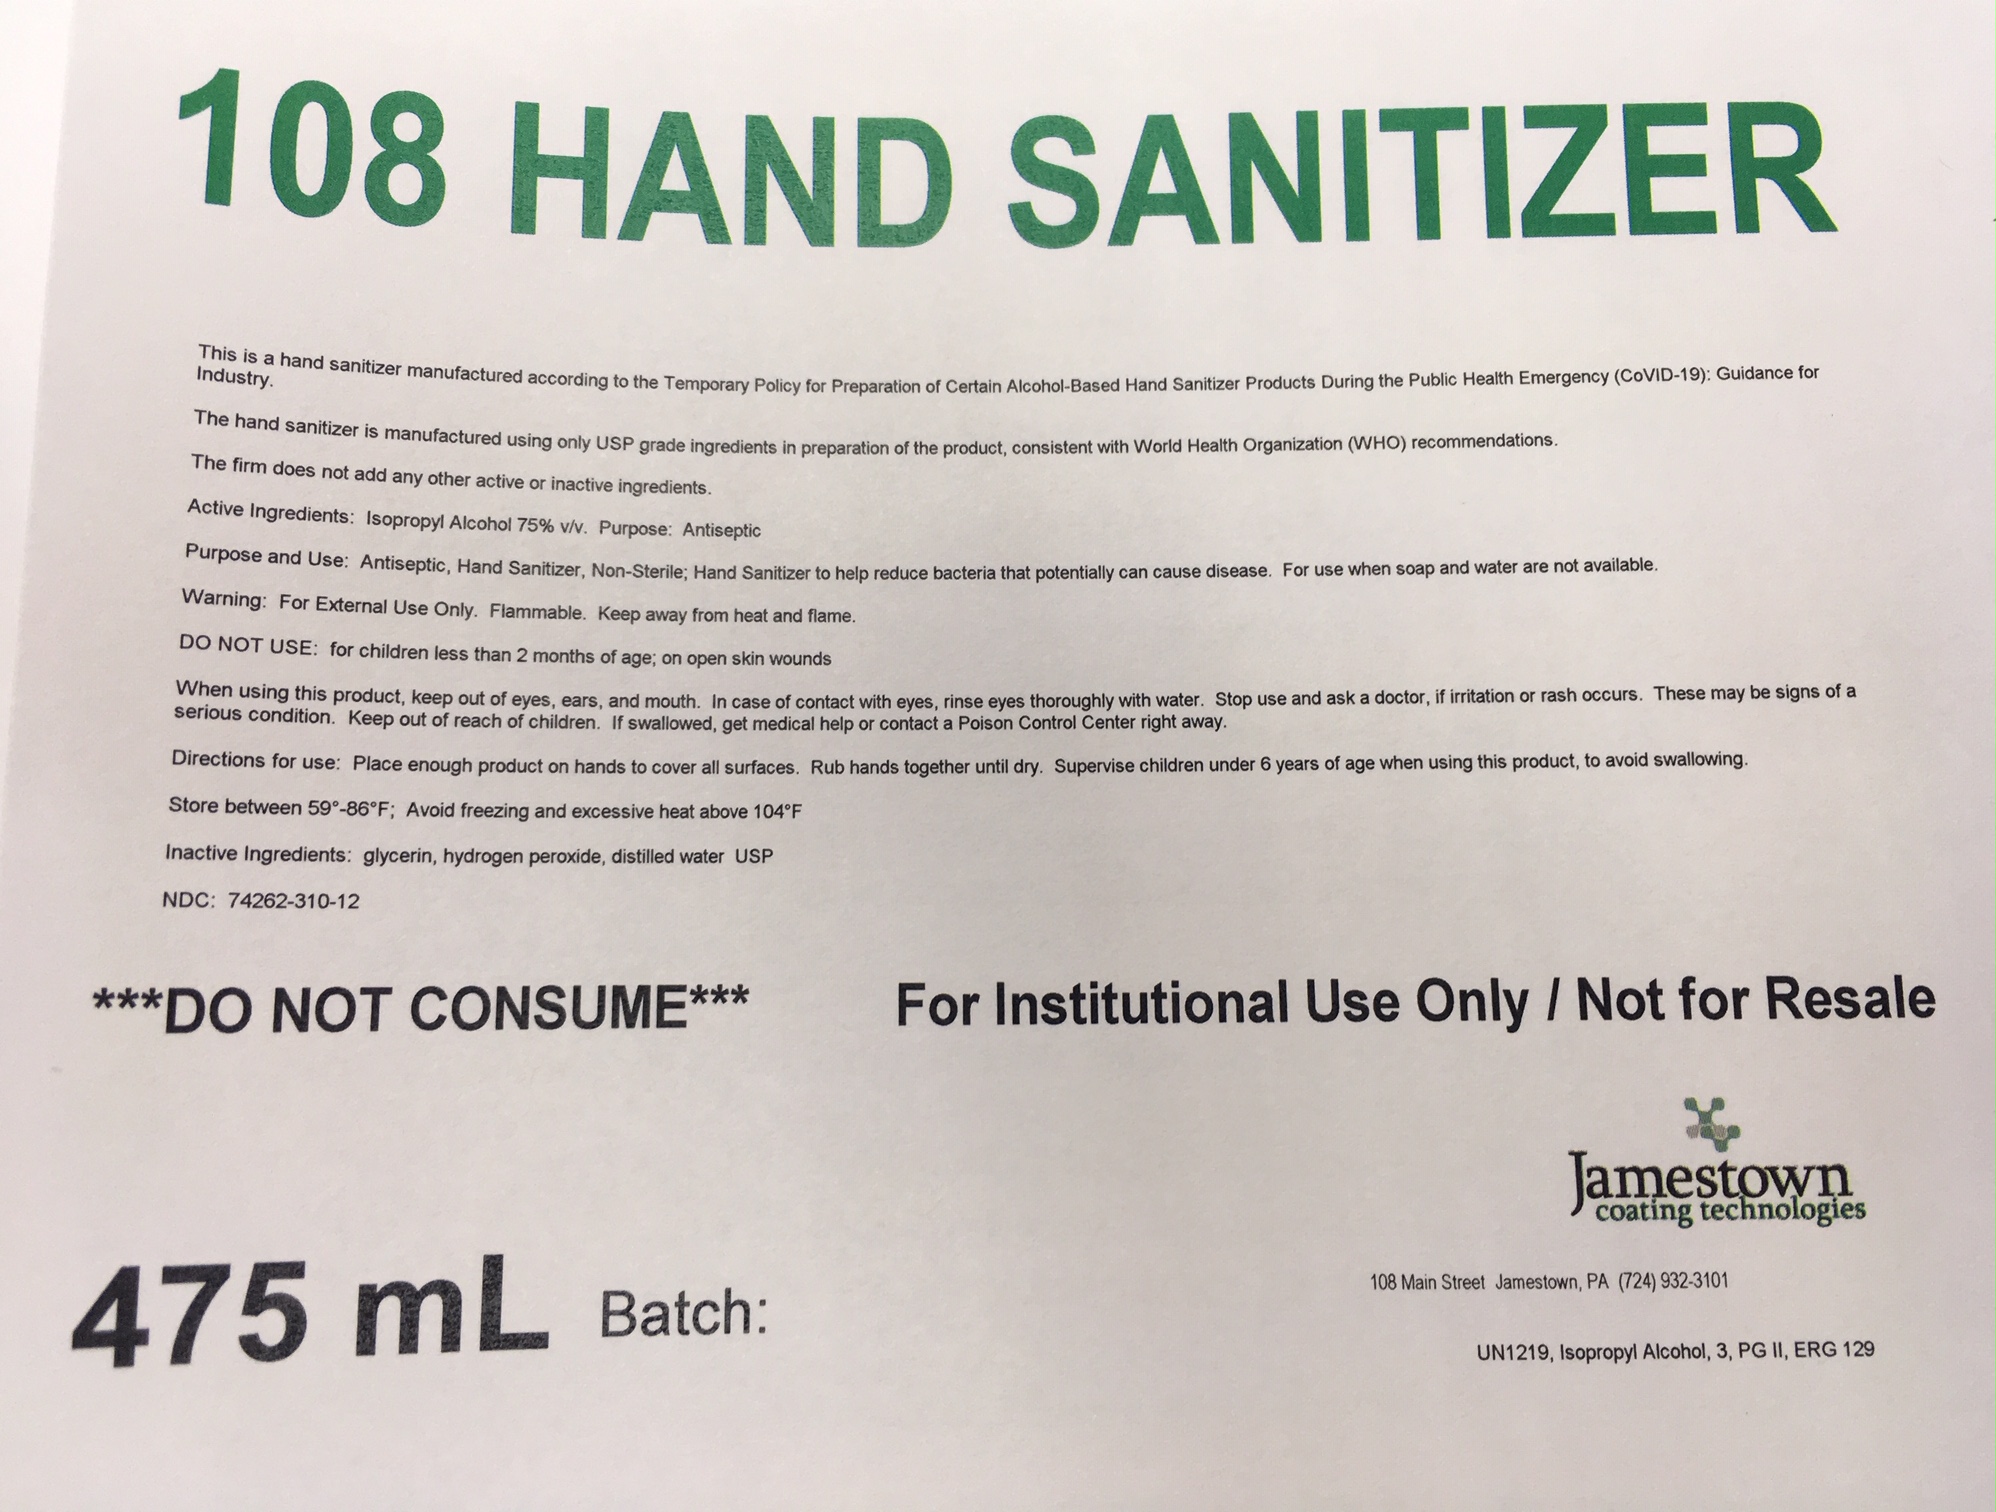 108 HAND SANITIZER
This is a hand sanitizer manufactured according to the Temporary Policy for Preparation of Certain Alcohol-Based Hand Sanitizer Products During the Public Health Emergency (CoVID-19): Guidance for
Industry.
The hand sanitizer is manufactured using only USP grade ingredients in preparation of the product, consistent with World Health Organization (WHO) recommendations.
The firm does not add any other active or inactive ingredients.
Active Ingredients: Isopropyl Alcohol 75% v/v. Purpose: Antiseptic
Purpose and Use: Antiseptic, Hand Sanitizer, Non-Sterile; Hand Sanitizer to help reduce bacteria that potentially can cause disease. For use when soap and water are not available.
Warning: For External Use Only. Flammable. Keep away from heat and flame.
DO NOT USE: for children less than 2 months of age; on open skin wounds
When using this product, keep out of eyes, ears, and mouth. In case of contact with eyes, rinse eyes thoroughly with water. Stop use and ask a doctor, if irritation or rash occurs. These may be signs of a
serious condition. Keep out of reach of children. If swallowed, get medical help or contact a Poison Control Center right away.
Directions for use: Place enough product on hands to cover all surfaces. Rub hands together until dry. Supervise children under 6 years of age when using this product, to avoid swallowing.
Store between 59°-86°F; Avoid freezing and excessive heat above 104°F
Inactive Ingredients: glycerin, hydrogen peroxide, distilled water USP
NDC: 74262-310-12
***DO NOT CONSUME*** For Institutional Use Only / Not for Resale
Jamestown
coating technologies
475 mL Batch:
108 Main Street Jamestown, PA (724) 932-3101
UN1219, Isopropyl Alcohol, 3, PG II, ERG 129